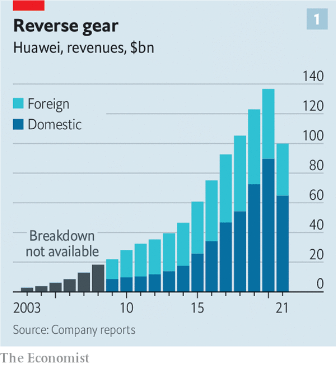 Reverse gear
1
Huawei, revenues, $bn
140
Foreign
120
Domestic
100
80
60
Breakdown
not available
40
20
0
2003
10
15
21
Source: Company reports
The Economist